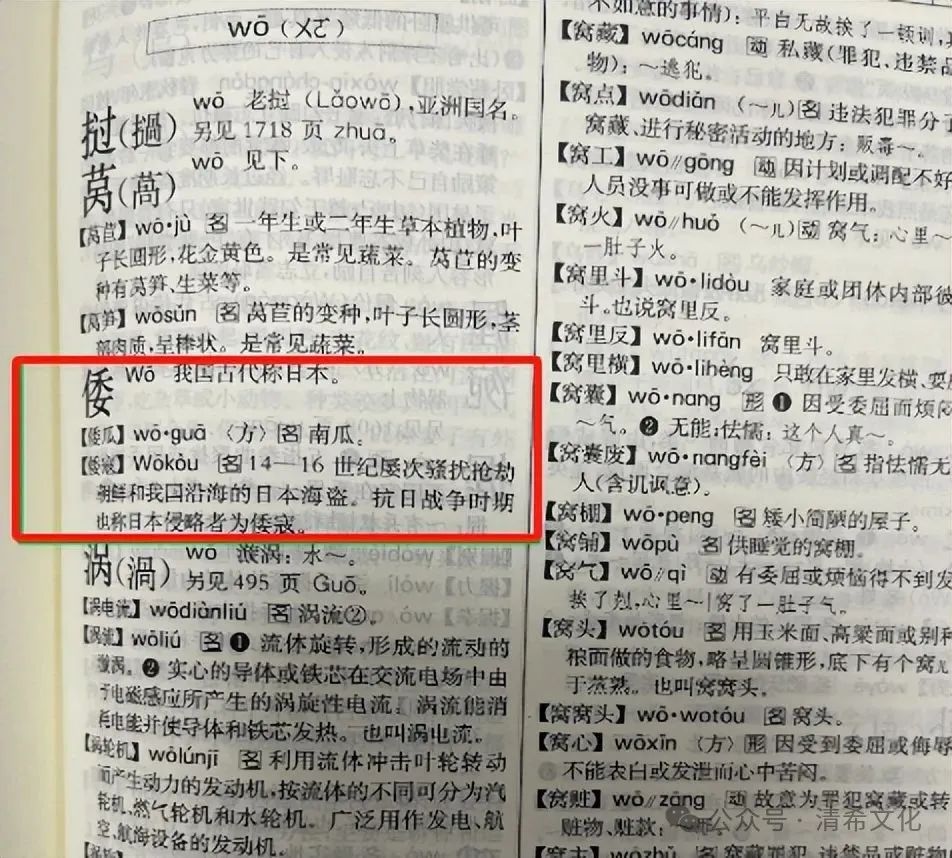 wō（ㄨㄛ）
挝(撾) wō 老挝（Lǎowō），亚洲国名。
另见1718页 zhuā。
莴(萵) wō 见下。
【莴苣】wō·jù 名 一年生或二年生草本植物，叶
子长圆形，花金黄色。是常见蔬菜。莴苣的变
种有莴笋、生菜等。
【莴笋】wōsǔn 名 莴苣的变种，叶子长圆形，茎
部肉质，呈棒状。是常见蔬菜。
倭 Wō 我国古代称日本。
【倭瓜】wō·guā〈方〉名 南瓜。
【倭寇】Wōkòu 名 14—16世纪屡次骚扰抢劫
朝鲜和我国沿海的日本海盗。抗日战争时期
也称日本侵略者为倭寇。
涡(渦) wō 漩涡：水～。
另见495页 Guō。
【涡电流】wōdiànliú 名 涡流②。
【涡流】wōliú 名 ❶ 流体旋转，形成的流动的
漩涡。❷ 实心的导体或铁芯在交流电场中由
于电磁感应所产生的涡旋性电流。涡流能消
耗电能并使导体和铁芯发热。也叫涡电流。
【涡轮机】wōlúnjī 名 利用流体冲击叶轮转动
而产生动力的发动机，按流体的不同可分为汽
轮机、燃气轮机和水轮机。广泛用作发电、航
空、航海设备的发动机。
不如意的事情)：平白无故挨了一顿训，
【窝藏】wōcáng 动 私藏(罪犯、违禁品
物)：～逃犯。
【窝点】wōdiǎn（～儿）名 违法犯罪分子
窝藏、进行秘密活动的地方：贩毒～。
【窝工】wō∥gōng 动 因计划或调配不好
人员没事可做或不能发挥作用。
【窝火】wō∥huǒ（～儿）动 窝气：心里～
一肚子火。
【窝里斗】wō·lidòu 家庭或团体内部彼
斗。也说窝里反。
【窝里反】wō·lifǎn 窝里斗。
【窝里横】wō·lihèng 只敢在家里发横、耍
【窝囊】wō·nang 形 ❶ 因受委屈而烦闷
～气。❷ 无能；怯懦：这个人真～。
【窝囊废】wō·nangfèi〈方〉名 指怯懦无
人(含讥讽意)。
【窝棚】wō·peng 名 矮小简陋的屋子。
【窝铺】wōpù 名 供睡觉的窝棚。
【窝气】wō∥qì 动 有委屈或烦恼得不到发
挨了剋，心里～｜窝了一肚子气。
【窝头】wōtóu 名 用玉米面、高粱面或别种
粮面做的食物，略呈圆锥形，底下有个窝儿
于蒸熟。也叫窝窝头。
【窝窝头】wō·wotóu 名 窝头。
【窝心】wōxīn〈方〉形 因受到委屈或侮辱
不能表白或发泄而心中苦闷。
【窝赃】wō∥zāng 动 故意为罪犯窝藏或转
赃物、赃款：
【窝主】wōzhǔ 名 窝藏罪犯、违禁品或赃物
公众号·清希文化